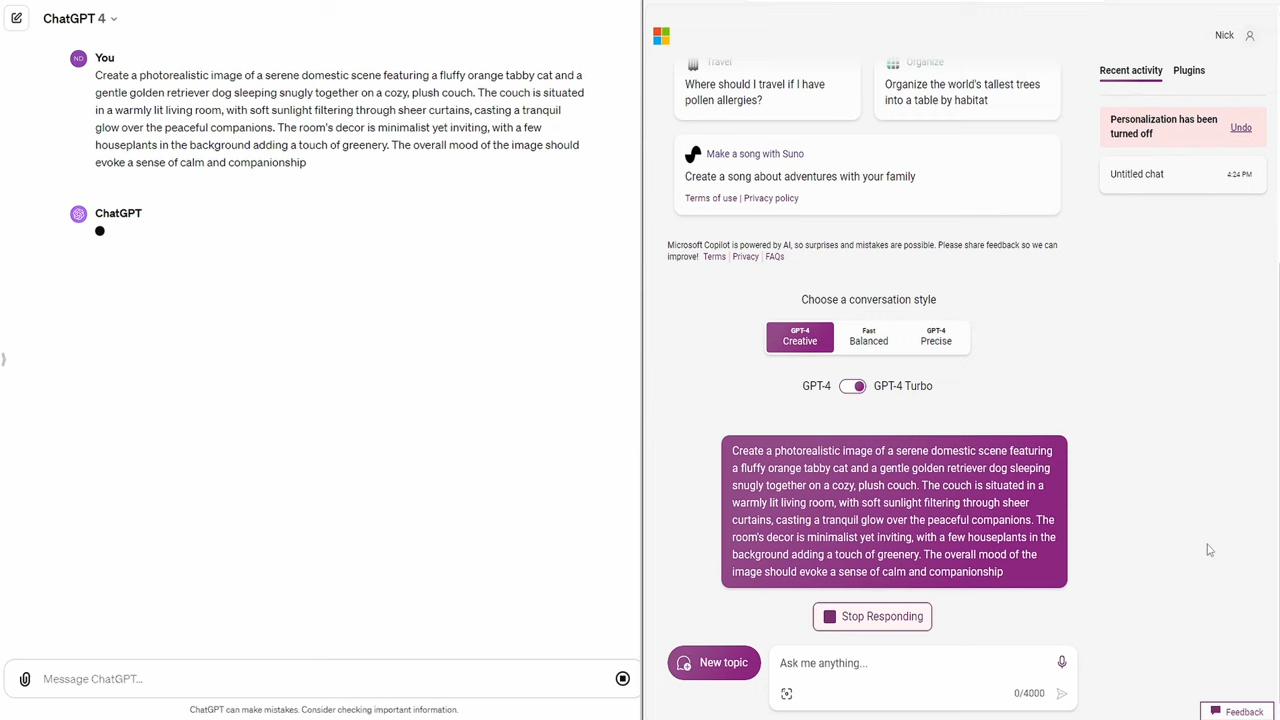 ChatGPT 4
ND
You
Create a photorealistic image of a serene domestic scene featuring a fluffy orange tabby cat and a
gentle golden retriever dog sleeping snugly together on a cozy, plush couch. The couch is situated
in a warmly lit living room, with soft sunlight filtering through sheer curtains, casting a tranquil
glow over the peaceful companions. The room's decor is minimalist yet inviting, with a few
houseplants in the background adding a touch of greenery. The overall mood of the image should
evoke a sense of calm and companionship
ChatGPT
Message ChatGPT...
ChatGPT can make mistakes. Consider checking important information.
Nick
Travel
Where should I travel if I have
pollen allergies?
Organize
Organize the world's tallest trees
into a table by habitat
Make a song with Suno
Create a song about adventures with your family
Terms of use | Privacy policy
Microsoft Copilot is powered by AI, so surprises and mistakes are possible. Please share feedback so we can
improve! Terms | Privacy | FAQs
Choose a conversation style
GPT-4
Creative
Fast
Balanced
GPT-4
Precise
GPT-4
GPT-4 Turbo
Create a photorealistic image of a serene domestic scene featuring
a fluffy orange tabby cat and a gentle golden retriever dog sleeping
snugly together on a cozy, plush couch. The couch is situated in a
warmly lit living room, with soft sunlight filtering through sheer
curtains, casting a tranquil glow over the peaceful companions. The
room's decor is minimalist yet inviting, with a few houseplants in the
background adding a touch of greenery. The overall mood of the
image should evoke a sense of calm and companionship
Stop Responding
New topic
Ask me anything...
0/4000
Recent activity
Plugins
Personalization has been
turned off
Undo
Untitled chat
4:24 PM
Feedback